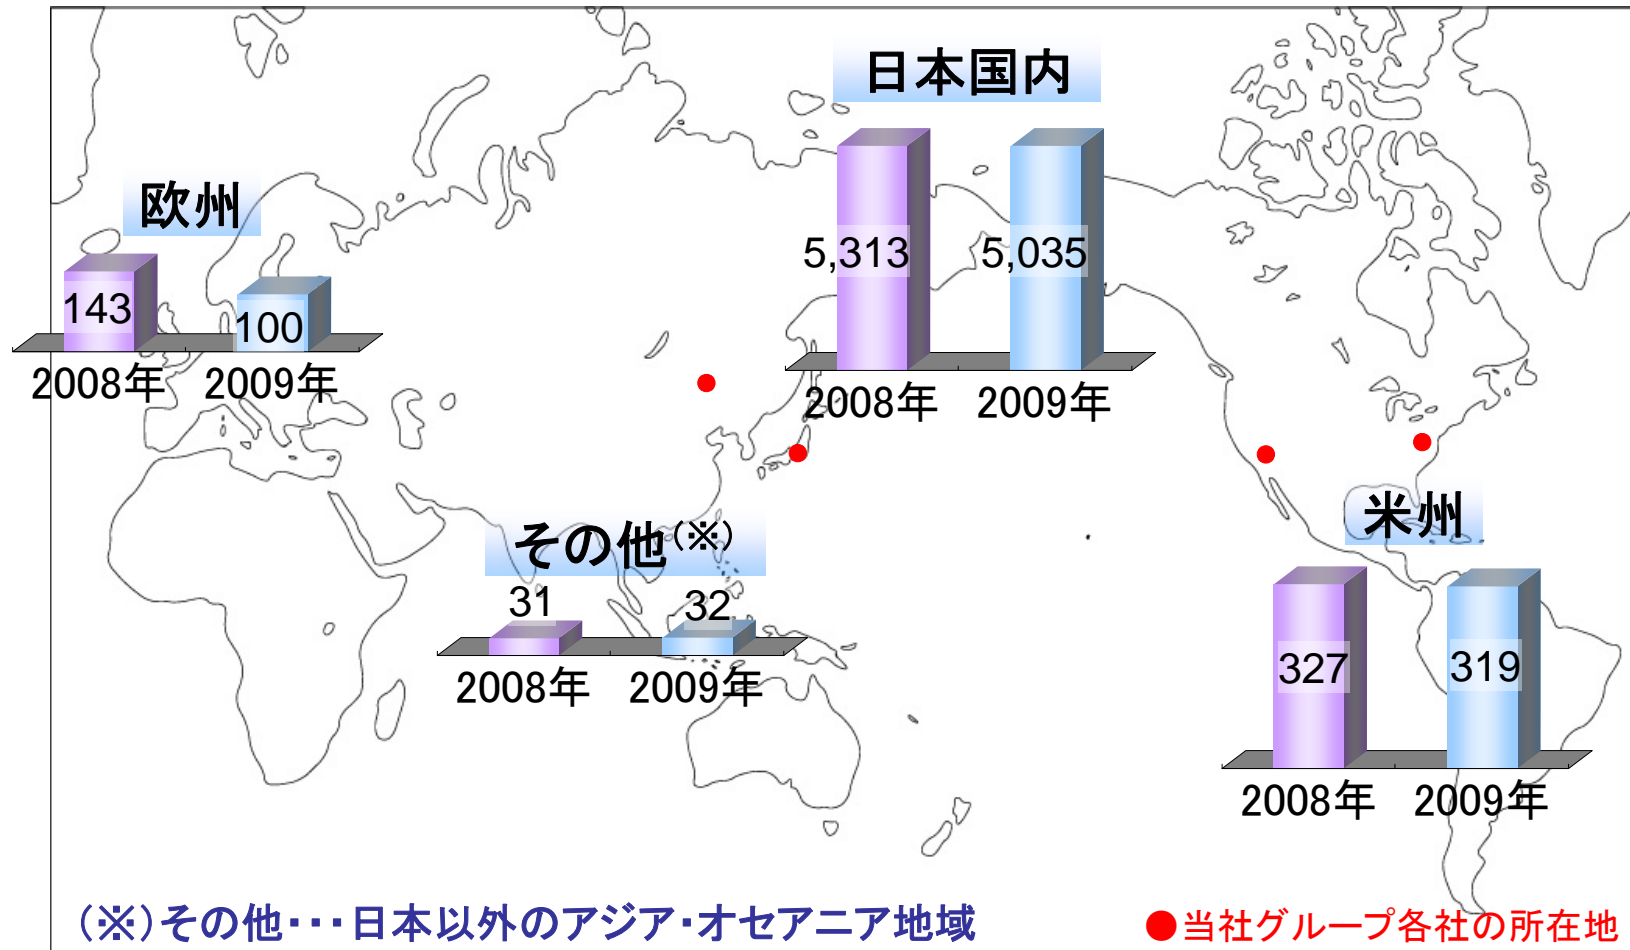 日本国内
5,313
5,035
2008年 2009年
欧州
143
100
2008年 2009年
その他(※)
31
32
2008年 2009年
米州
327
319
2008年 2009年
(※)その他・・・日本以外のアジア・オセアニア地域
●当社グループ各社の所在地